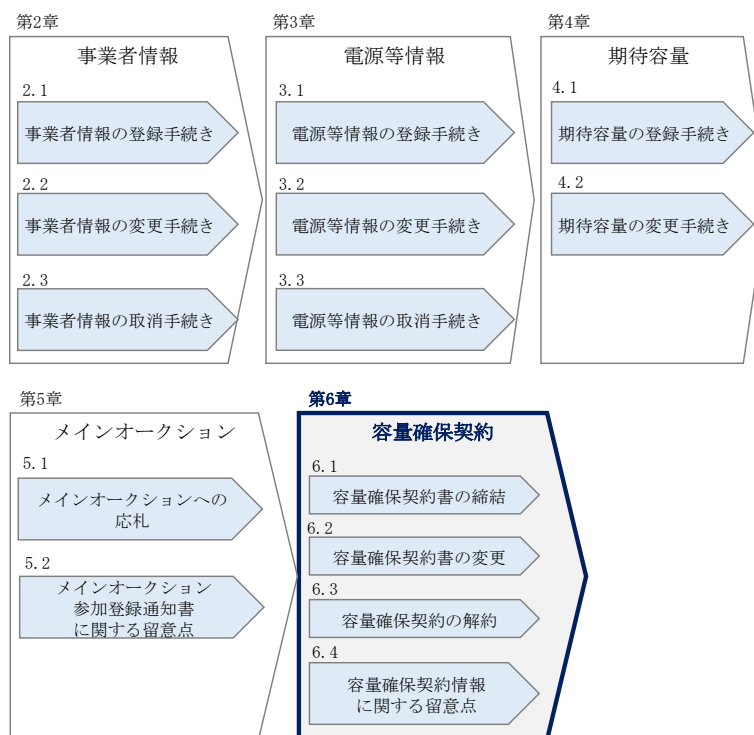 第2章
事業者情報
2.1
事業者情報の登録手続き
2.2
事業者情報の変更手続き
2.3
事業者情報の取消手続き
第3章
電源等情報
3.1
電源等情報の登録手続き
3.2
電源等情報の変更手続き
3.3
電源等情報の取消手続き
第4章
期待容量
4.1
期待容量の登録手続き
4.2
期待容量の変更手続き
第5章
メインオークション
5.1
メインオークションへの
応札
5.2
メインオークション
参加登録通知書
に関する留意点
第6章
容量確保契約
6.1
容量確保契約書の締結
6.2
容量確保契約書の変更
6.3
容量確保契約の解約
6.4
容量確保契約情報
に関する留意点